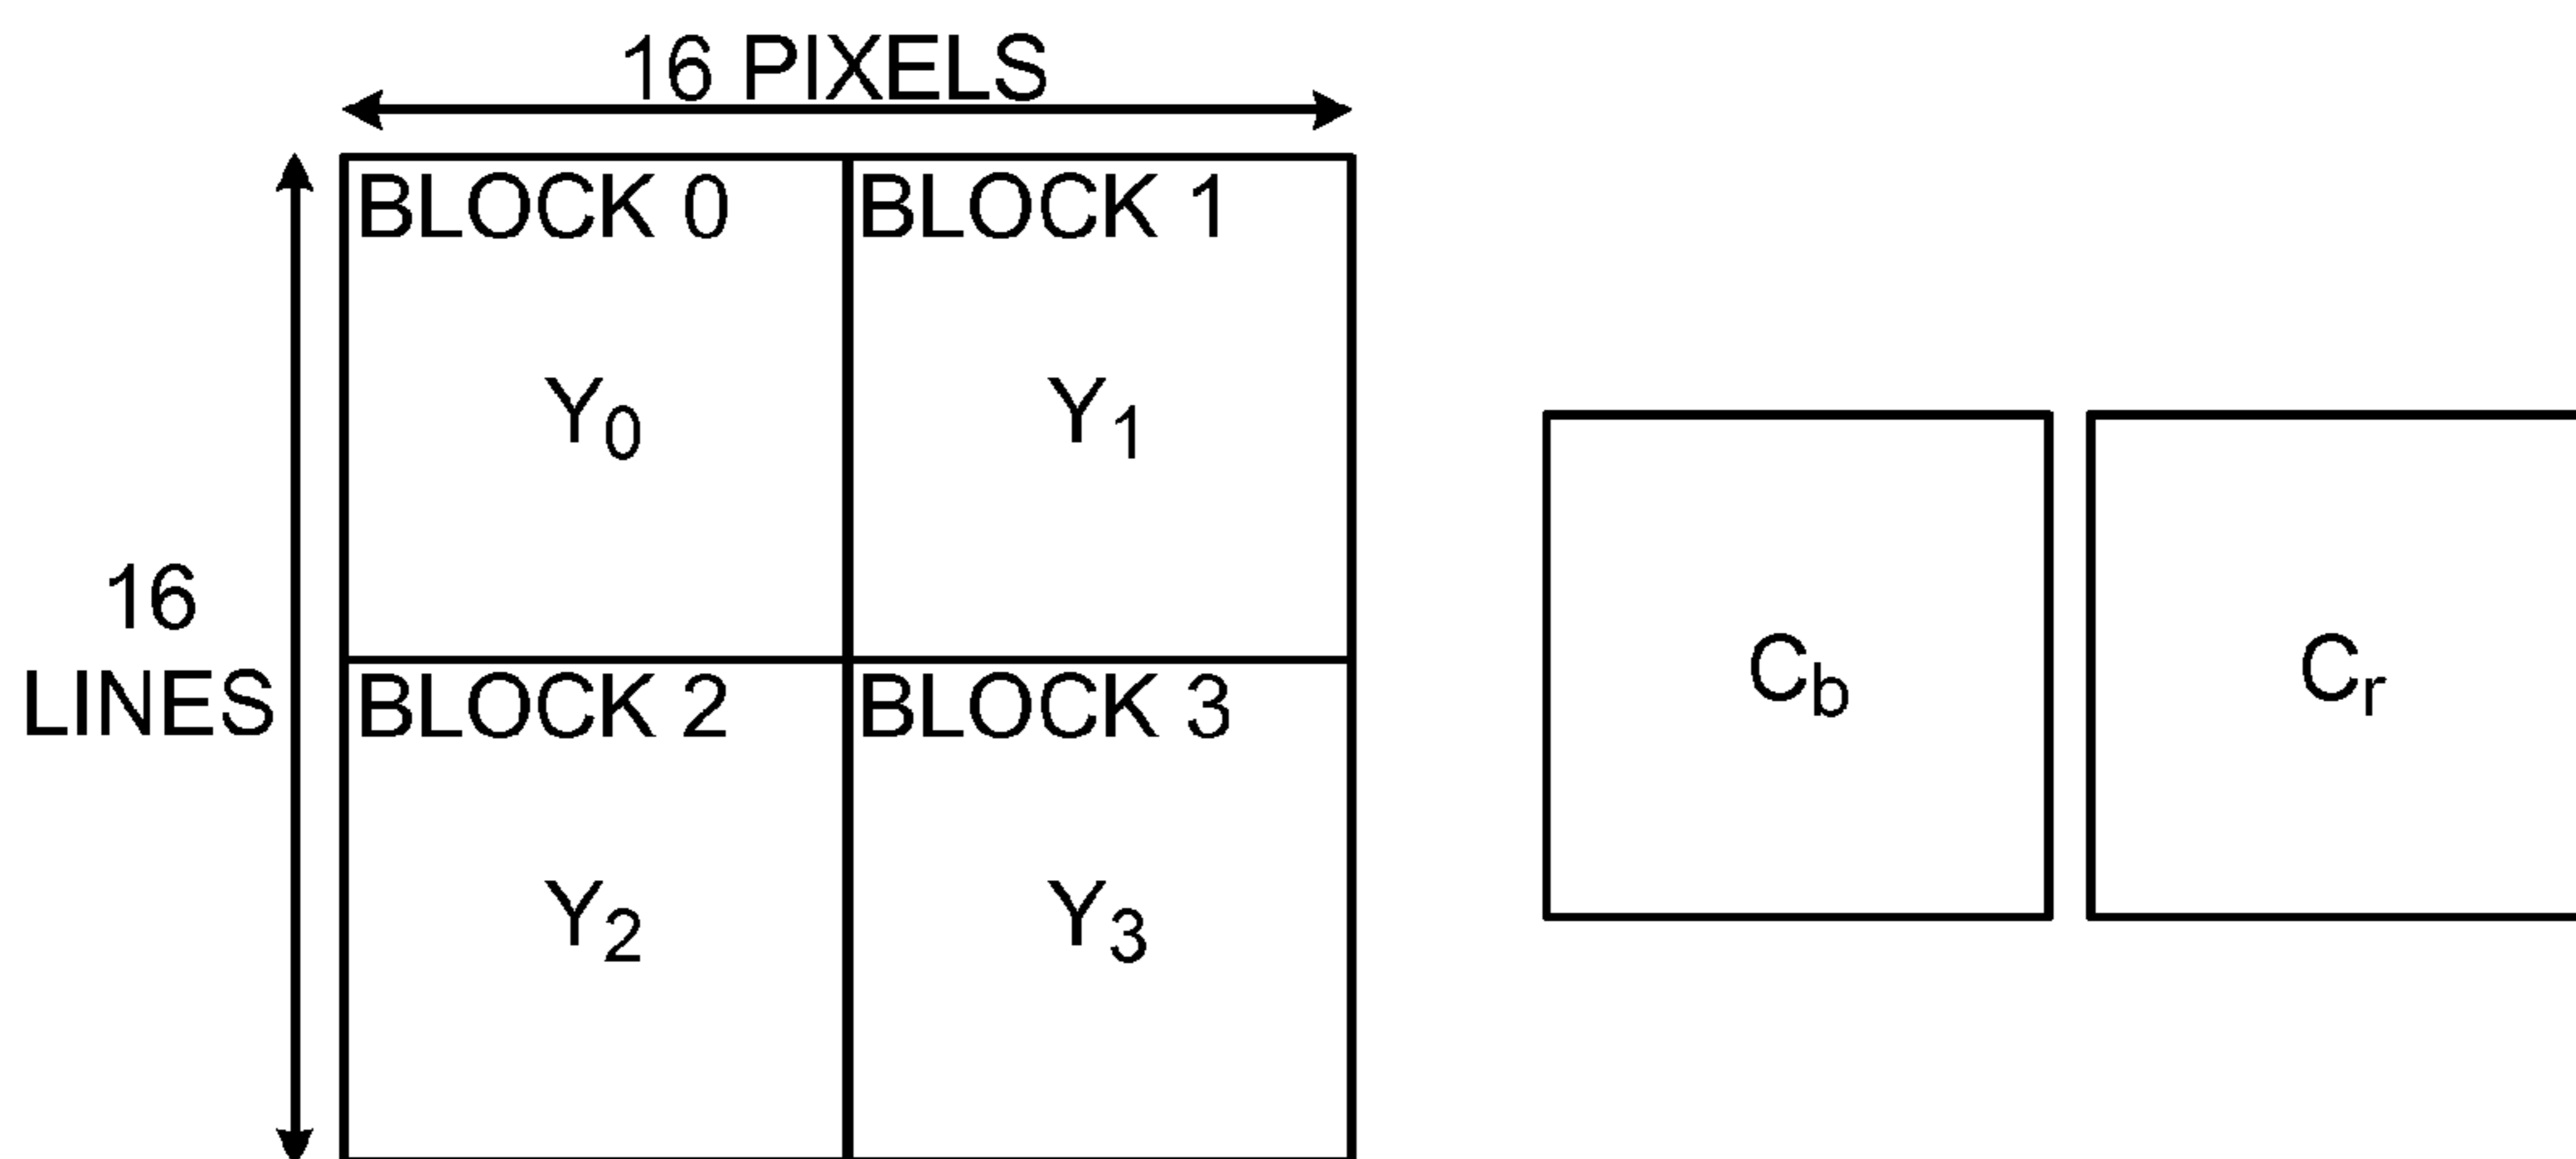 16 PIXELS
BLOCK 0
BLOCK 1
Y0
Y1
16
LINES
BLOCK 2
BLOCK 3
Y2
Y3
Cb
Cr